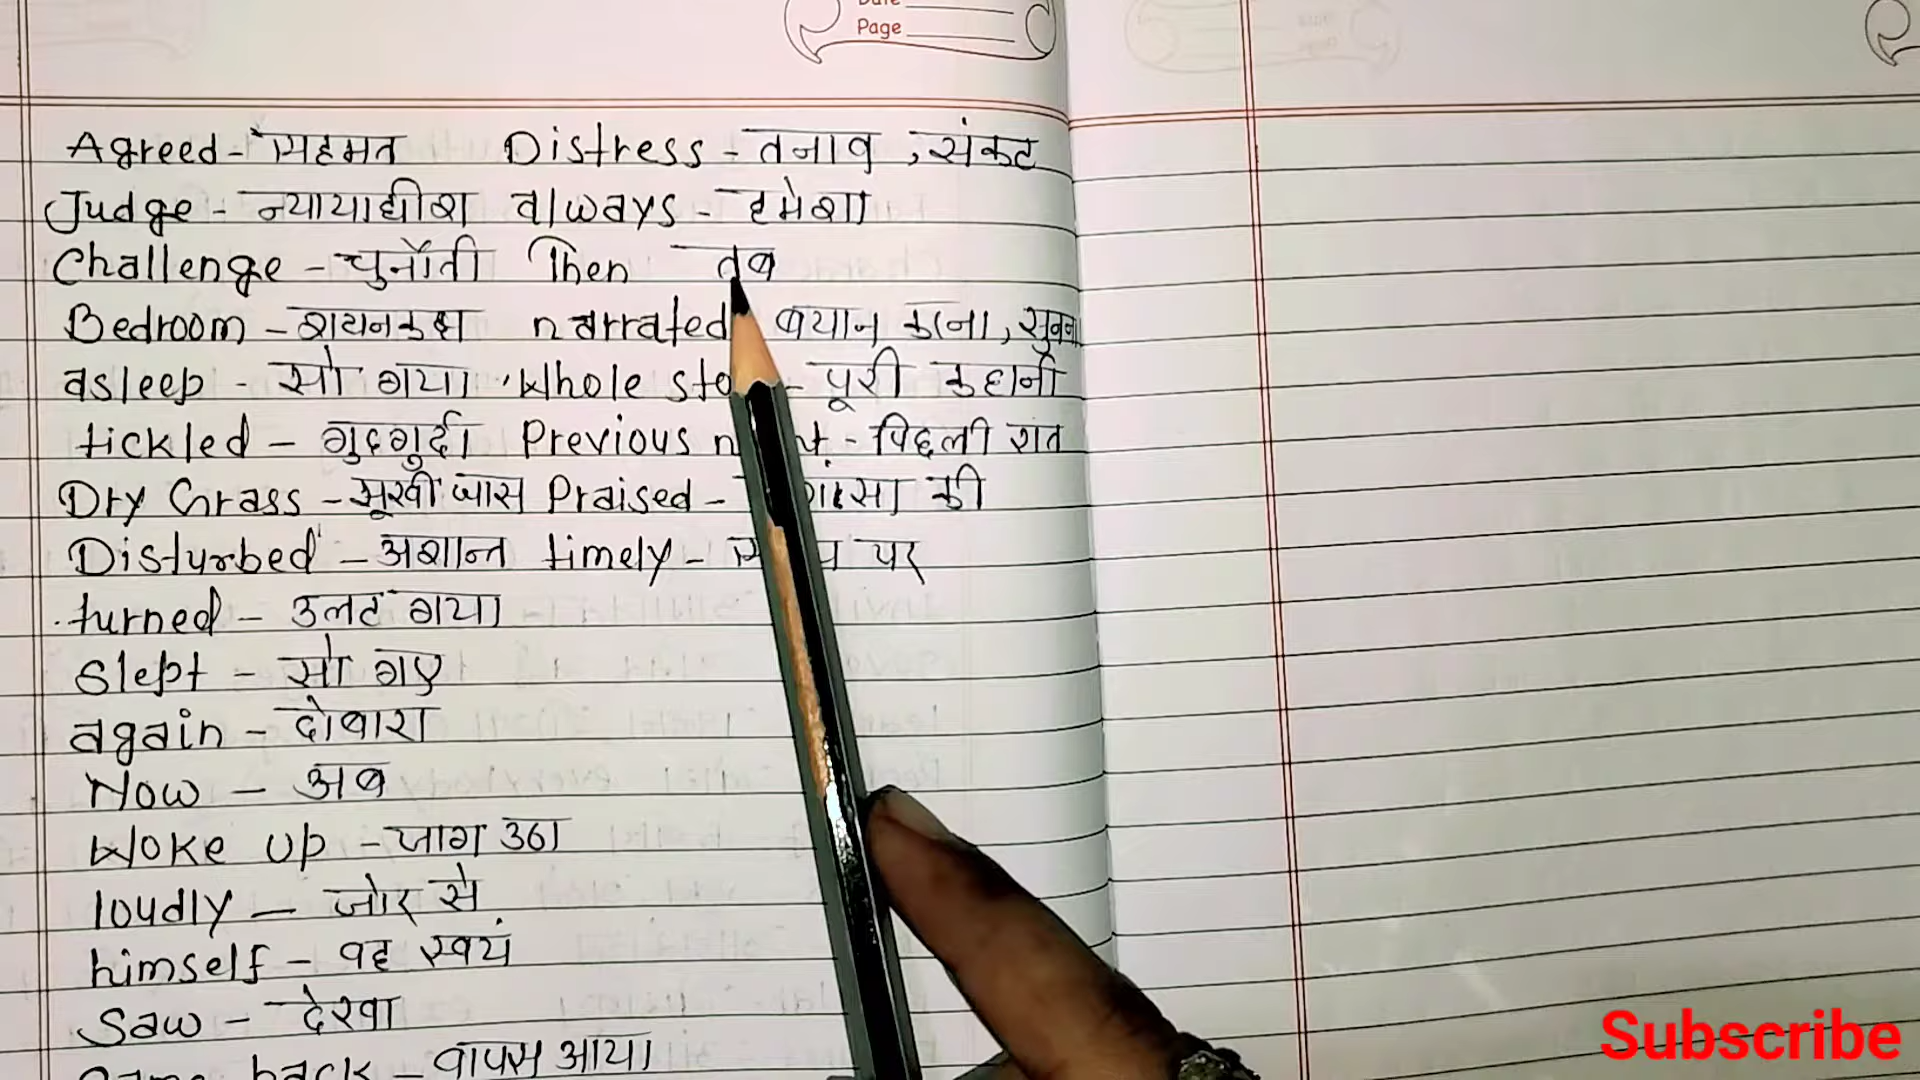 Date
Page
Agreed - सहमत Distress - तनाव, संकट
Judge - न्यायाधीश always - हमेशा
Challenge - चुनौती Then तब
Bedroom - शयनकक्ष narrated बयान करना,
asleep - सो गया Whole - पूरी कहानी
tickled - गुदगुदी Previous - पिछली रात
Dry Grass - सूखी घास Praised - की
Disturbed - अशान्त timely - पर
turned - उलट गया
Slept - सो गए
again - दोबारा
Now - अब
Woke up - जाग उठा
loudly - जोर से
himself - वह स्वयं
Saw - देखा
back - वापस आया
Subscribe